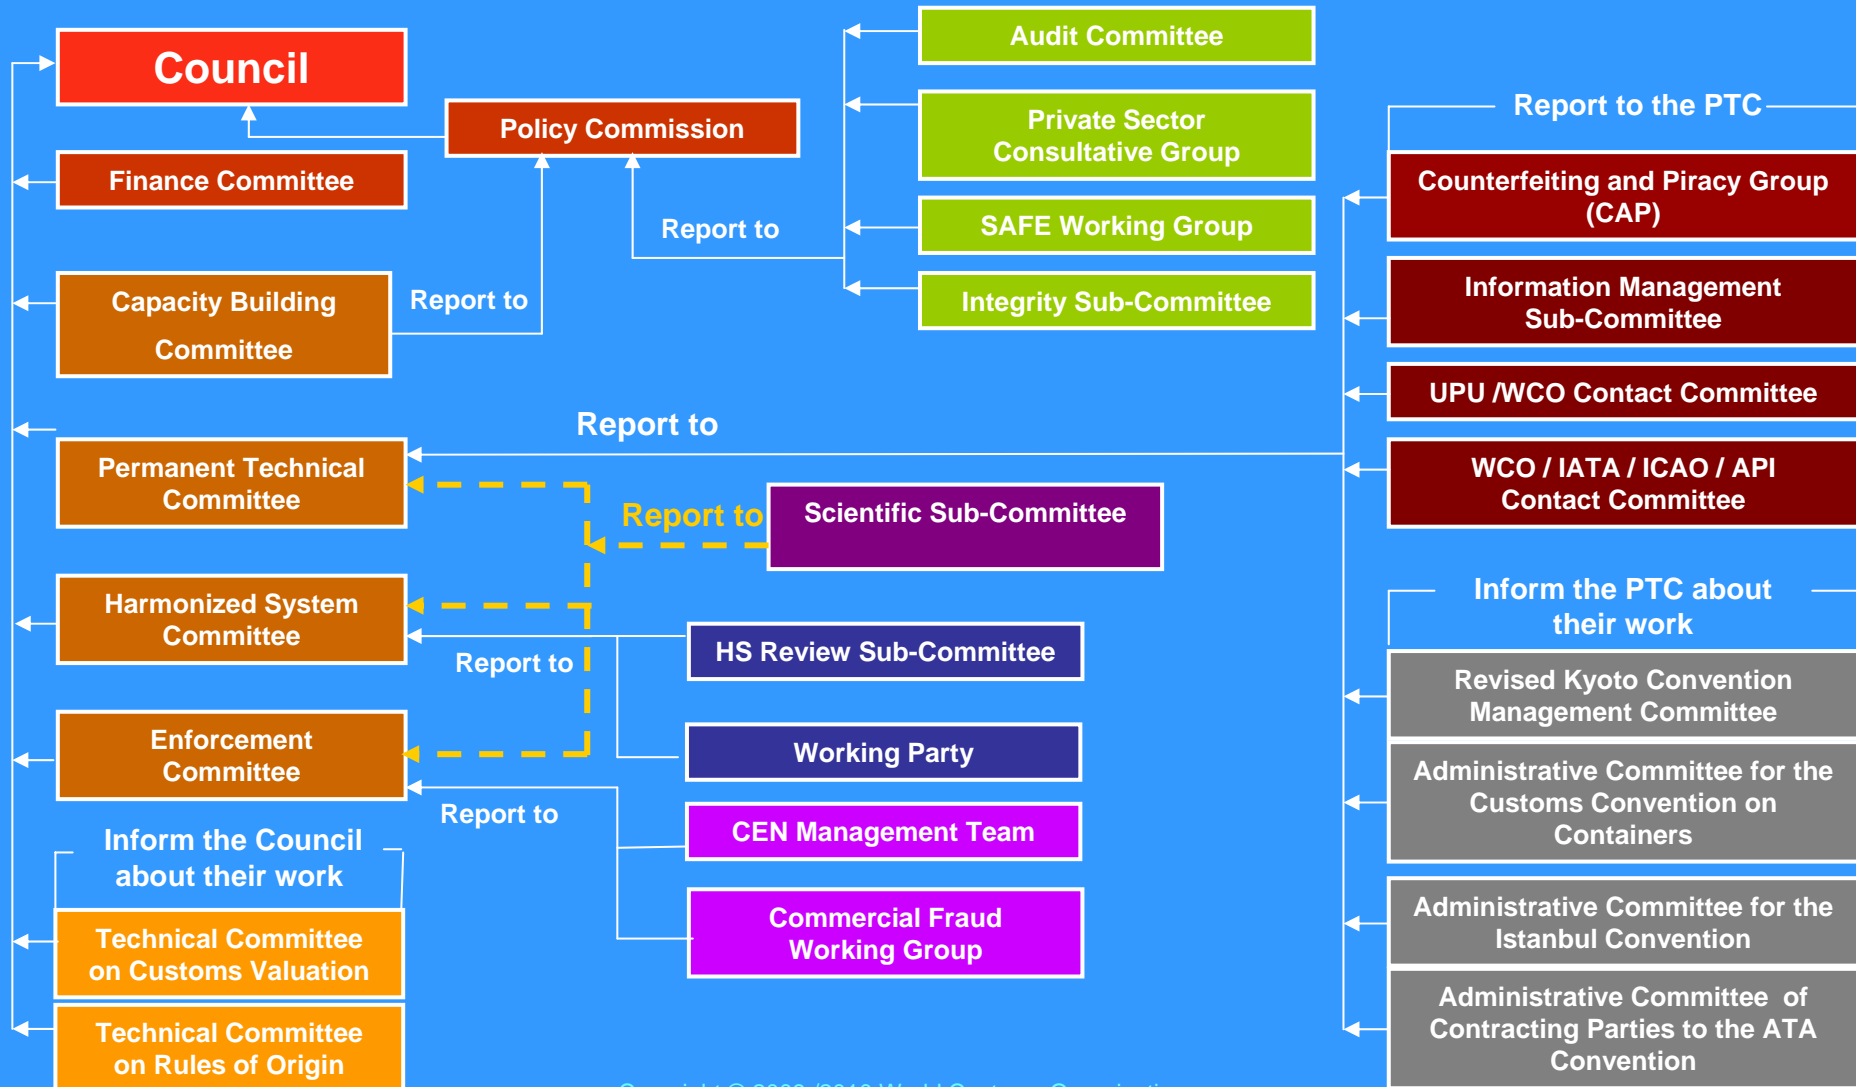 Council
Policy Commission
Finance Committee
Capacity Building
Committee
Report to
Report to
Audit Committee
Private Sector
Consultative Group
SAFE Working Group
Integrity Sub-Committee
Report to the PTC
Counterfeiting and Piracy Group
(CAP)
Information Management
Sub-Committee
UPU /WCO Contact Committee
WCO / IATA / ICAO / API
Contact Committee
Report to
Permanent Technical
Committee
Report to
Scientific Sub-Committee
Harmonized System
Committee
Report to
HS Review Sub-Committee
Working Party
Enforcement
Committee
Report to
CEN Management Team
Commercial Fraud
Working Group
Inform the Council
about their work
Technical Committee
on Customs Valuation
Technical Committee
on Rules of Origin
Inform the PTC about
their work
Revised Kyoto Convention
Management Committee
Administrative Committee for the
Customs Convention on
Containers
Administrative Committee for the
Istanbul Convention
Administrative Committee of
Contracting Parties to the ATA
Convention